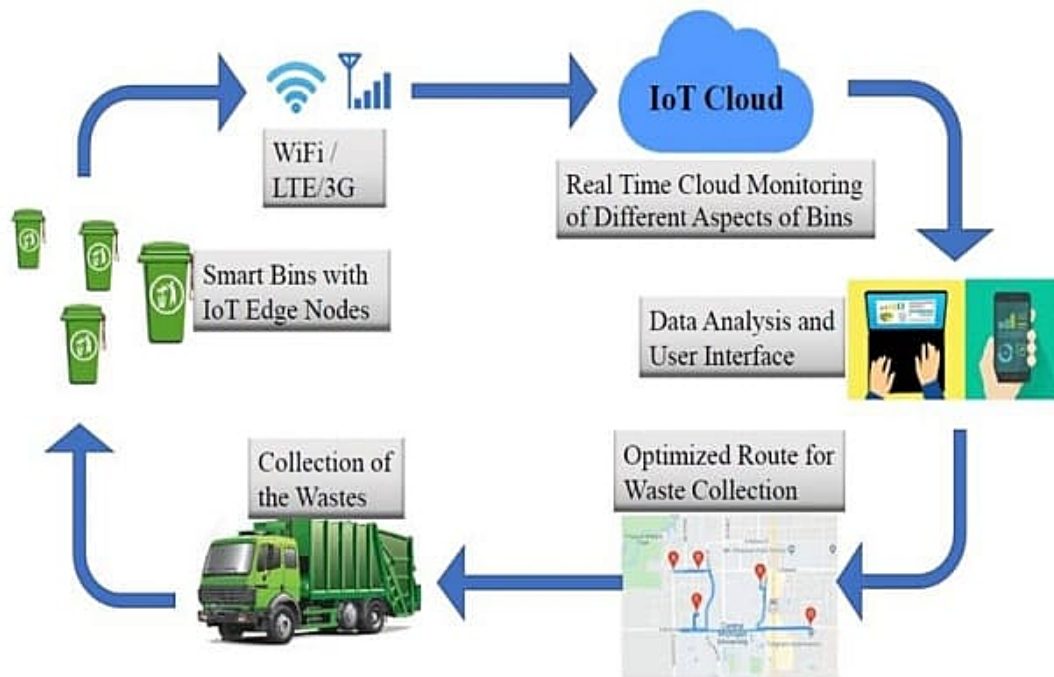 WiFi /
LTE/3G
IoT Cloud
Real Time Cloud Monitoring
of Different Aspects of Bins
Smart Bins with
IoT Edge Nodes
Data Analysis and
User Interface
Optimized Route for
Waste Collection
Collection of
the Wastes